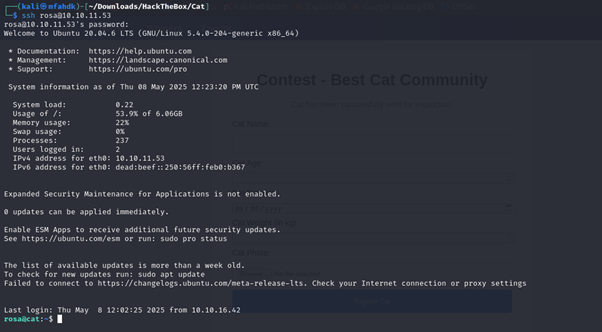 (kali㉿mfahdk)-[~/Downloads/HackTheBox/Cat]
$ ssh rosa@10.10.11.53
rosa@10.10.11.53's password:
Welcome to Ubuntu 20.04.6 LTS (GNU/Linux 5.4.0-204-generic x86_64)
* Documentation: https://help.ubuntu.com
* Management: https://landscape.canonical.com
* Support: https://ubuntu.com/pro
System information as of Thu 08 May 2025 12:23:20 PM UTC
System load: 0.22
Usage of /: 53.9% of 6.06GB
Memory usage: 22%
Swap usage: 0%
Processes: 237
Users logged in: 2
IPv4 address for eth0: 10.10.11.53
IPv6 address for eth0: dead:beef::250:56ff:feb0:b367
Expanded Security Maintenance for Applications is not enabled.
0 updates can be applied immediately.
Enable ESM Apps to receive additional future security updates.
See https://ubuntu.com/esm or run: sudo pro status
The list of available updates is more than a week old.
To check for new updates run: sudo apt update
Failed to connect to https://changelogs.ubuntu.com/meta-release-lts. Check your Internet connection or proxy settings
Last login: Thu May  8 12:02:25 2025 from 10.10.16.42
rosa@cat:~$
Contest - Best Cat Community